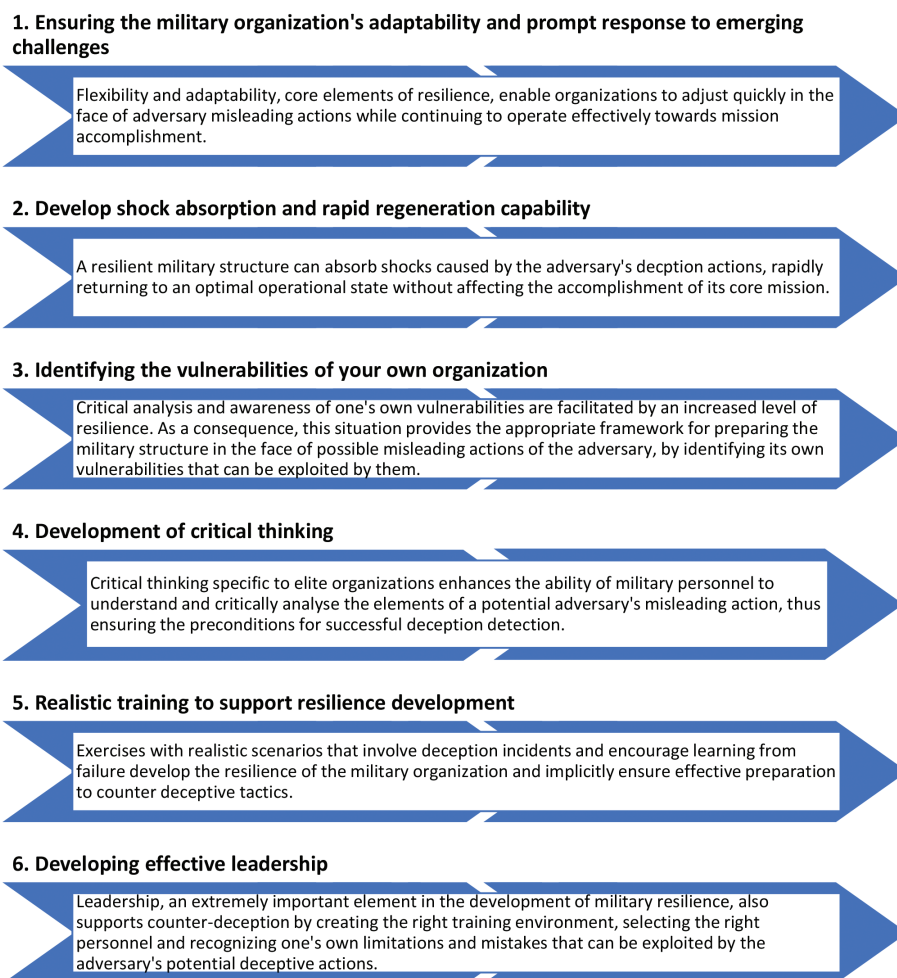 1. Ensuring the military organization's adaptability and prompt response to emerging
challenges
Flexibility and adaptability, core elements of resilience, enable organizations to adjust quickly in the
face of adversary misleading actions while continuing to operate effectively towards mission
accomplishment.
2. Develop shock absorption and rapid regeneration capability
A resilient military structure can absorb shocks caused by the adversary's decption actions, rapidly
returning to an optimal operational state without affecting the accomplishment of its core mission.
3. Identifying the vulnerabilities of your own organization
Critical analysis and awareness of one's own vulnerabilities are facilitated by an increased level of
resilience. As a consequence, this situation provides the appropriate framework for preparing the
military structure in the face of possible misleading actions of the adversary, by identifying its own
vulnerabilities that can be exploited by them.
4. Development of critical thinking
Critical thinking specific to elite organizations enhances the ability of military personnel to
understand and critically analyse the elements of a potential adversary's misleading action, thus
ensuring the preconditions for successful deception detection.
5. Realistic training to support resilience development
Exercises with realistic scenarios that involve deception incidents and encourage learning from
failure develop the resilience of the military organization and implicitly ensure effective preparation
to counter deceptive tactics.
6. Developing effective leadership
Leadership, an extremely important element in the development of military resilience, also
supports counter-deception by creating the right training environment, selecting the right
personnel and recognizing one's own limitations and mistakes that can be exploited by the
adversary's potential deceptive actions.